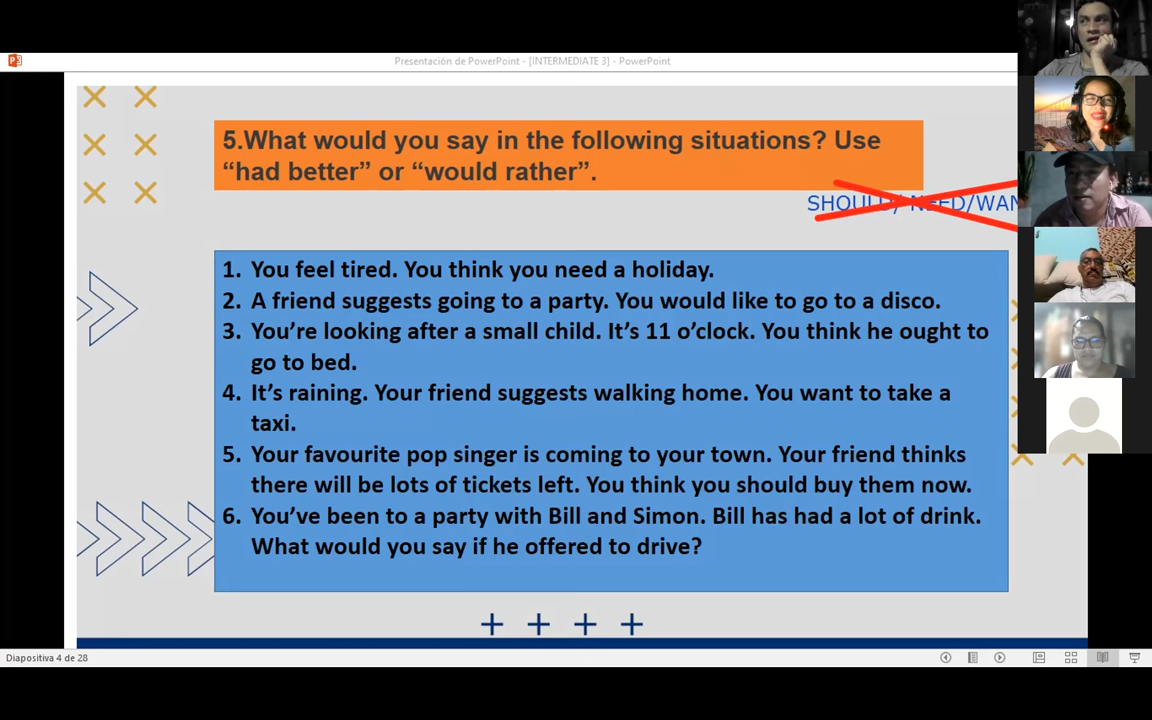 Presentación de PowerPoint - [INTERMEDIATE 3] - PowerPoint
5.What would you say in the following situations? Use
“had better” or “would rather”.
SHOULD/ NEED/WAN
1. You feel tired. You think you need a holiday.
2. A friend suggests going to a party. You would like to go to a disco.
3. You’re looking after a small child. It’s 11 o’clock. You think he ought to
go to bed.
4. It’s raining. Your friend suggests walking home. You want to take a
taxi.
5. Your favourite pop singer is coming to your town. Your friend thinks
there will be lots of tickets left. You think you should buy them now.
6. You’ve been to a party with Bill and Simon. Bill has had a lot of drink.
What would you say if he offered to drive?
Diapositiva 4 de 28